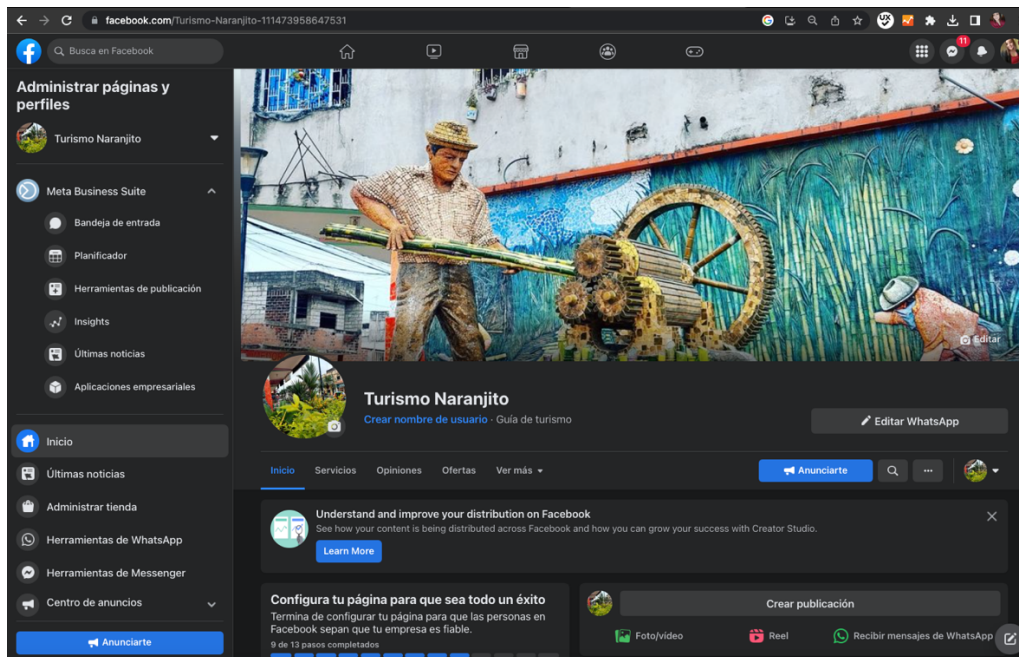 facebook.com/Turismo-Naranjito-111473958647531
Busca en Facebook
11
Administrar páginas y
perfiles
Turismo Naranjito
Meta Business Suite
Bandeja de entrada
Planificador
Herramientas de publicación
Insights
Últimas noticias
Aplicaciones empresariales
Inicio
Últimas noticias
Administrar tienda
Herramientas de WhatsApp
Herramientas de Messenger
Centro de anuncios
Anunciarte
Editar
Turismo Naranjito
Crear nombre de usuario · Guía de turismo
Editar WhatsApp
Inicio Servicios Opiniones Ofertas Ver más
Anunciarte
Understand and improve your distribution on Facebook
See how your content is being distributed across Facebook and how you can grow your success with Creator Studio.
Learn More
Configura tu página para que sea todo un éxito
Termina de configurar tu página para que las personas en
Facebook sepan que tu empresa es fiable.
9 de 13 pasos completados
Crear publicación
Foto/video Reel Recibir mensajes de WhatsApp